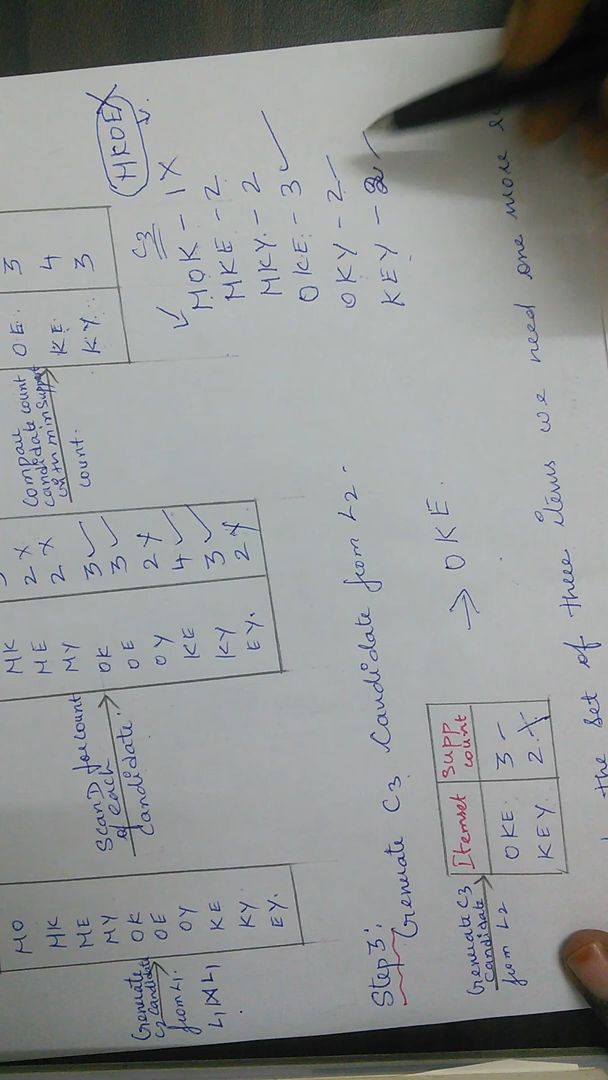 MO
MK
ME
MY
OK
OE
OY
KE
KY
EY.
Generate
C2 candidate
from L1.
L1 ⋈ L1
Scan D for count
of each
candidate.
MK
ME 2 X
MY 2 X
OK 3 ✓
OE 3 ✓
OY 2 X
KE 4 ✓
KY 3 ✓
EY. 2 X
Compare
candidate count
with min support
count.
OE. 3
KE. 4
KY. 3
MKOE X
C3
MOK - 1 X
MKE - 2
MKY - 2
OKE - 3 ✓
OKY - 2 -
KEY - 2 -
Step 3:
Generate C3 Candidate from L2.
Generate C3
candidate
from L2
Itemset supp count
OKE. 3 -
KEY. 2 X
→ OKE.
the set of three items we need one more